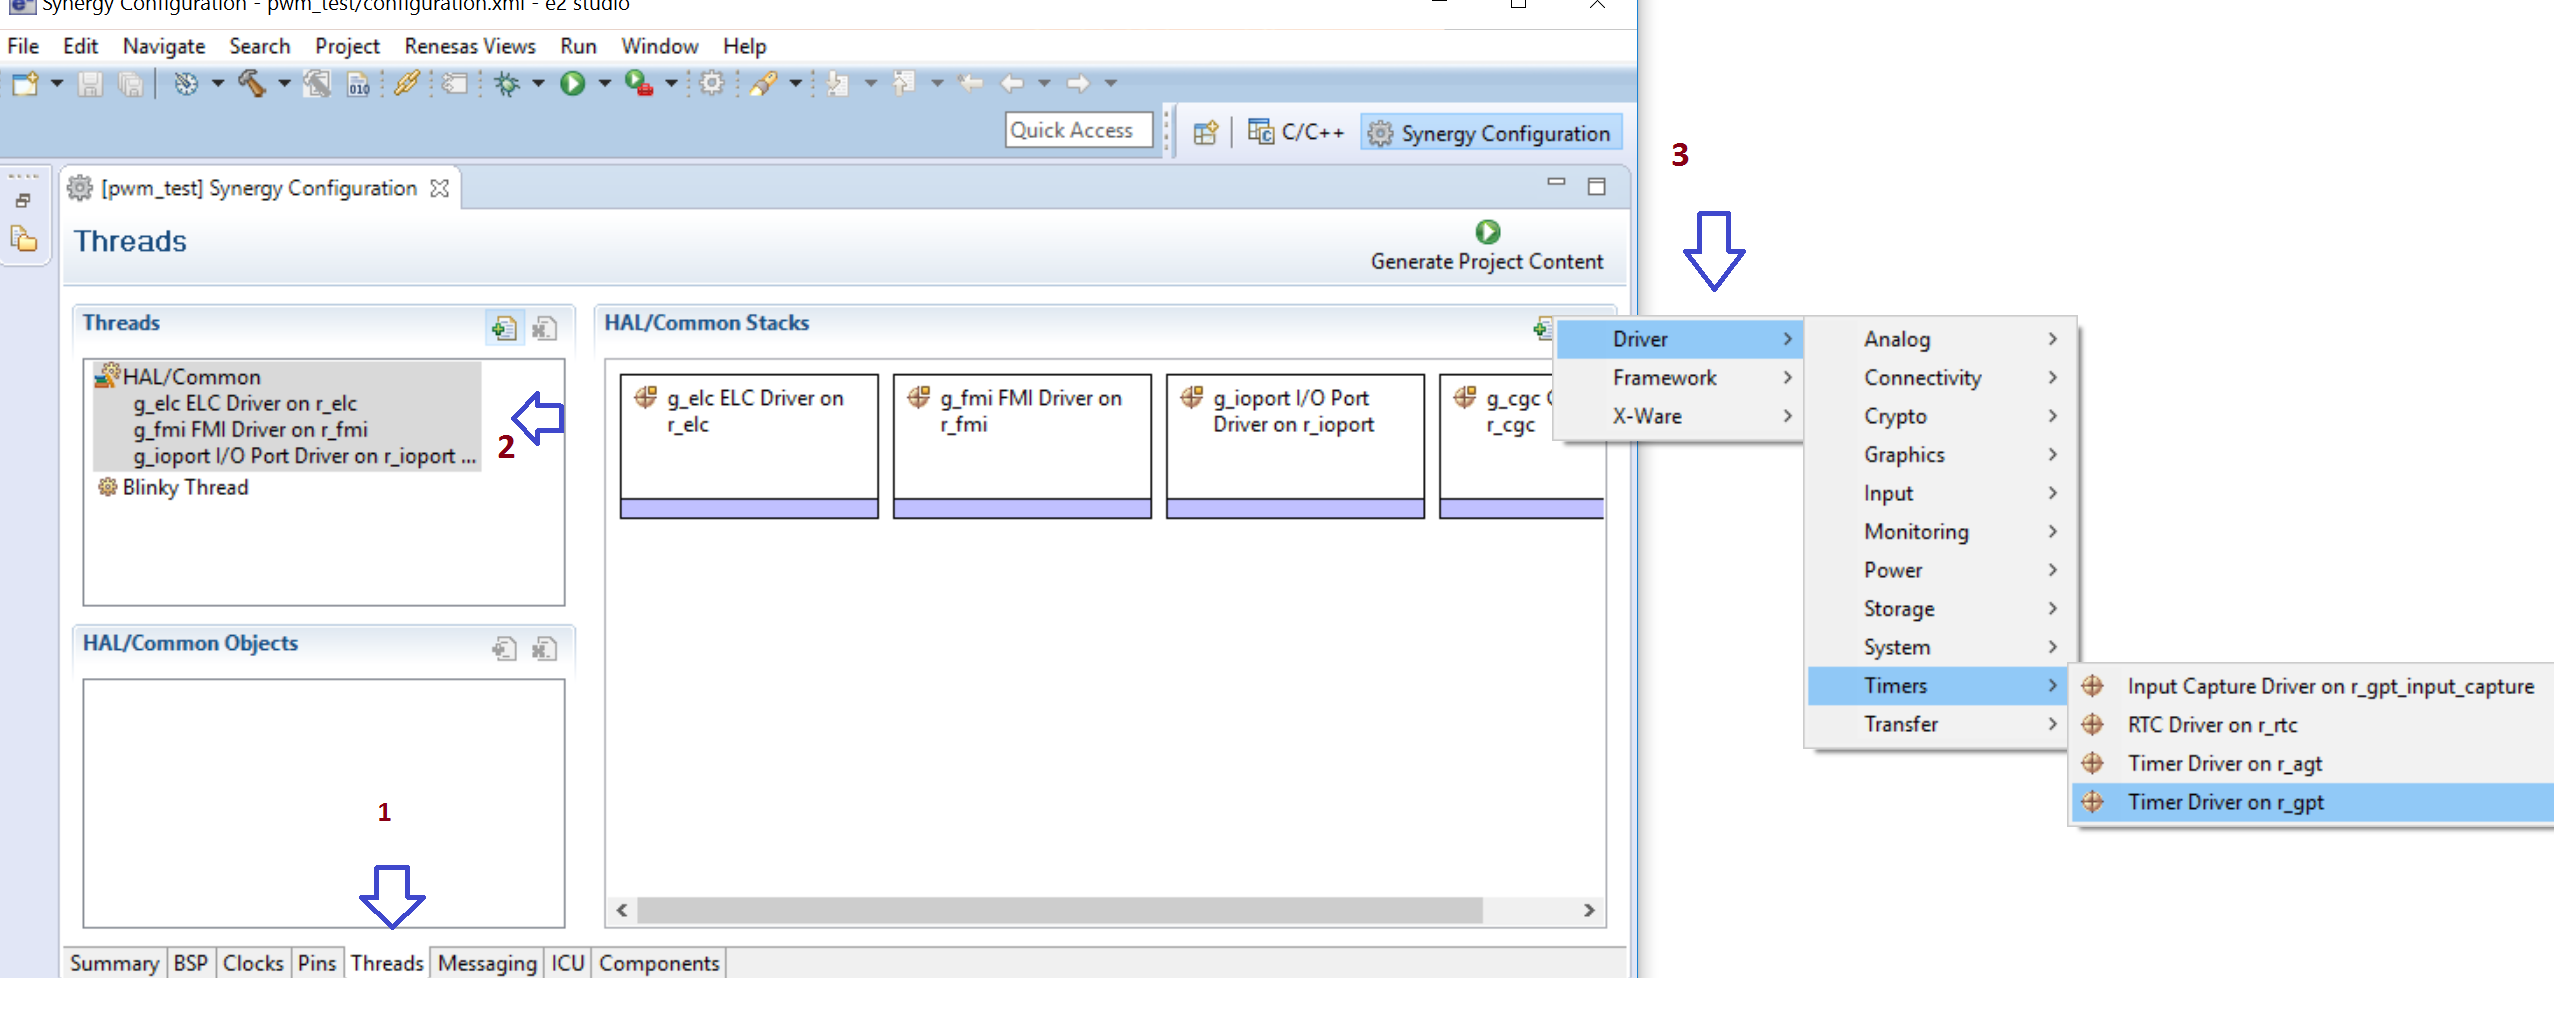 Synergy Configuration - pwm_test/configuration.xml - e2 studio
File Edit Navigate Search Project Renesas Views Run Window Help
010
Quick Access
C/C++
Synergy Configuration
[pwm_test] Synergy Configuration
Threads
Generate Project Content
3
Threads
HAL/Common
g_elc ELC Driver on r_elc
g_fmi FMI Driver on r_fmi
g_ioport I/O Port Driver on r_ioport ...
Blinky Thread
2
HAL/Common Stacks
g_elc ELC Driver on
r_elc
g_fmi FMI Driver on
r_fmi
g_ioport I/O Port
Driver on r_ioport
g_cgc
r_cgc
Driver
Framework
X-Ware
Analog
Connectivity
Crypto
Graphics
Input
Monitoring
Power
Storage
System
Timers
Transfer
Input Capture Driver on r_gpt_input_capture
RTC Driver on r_rtc
Timer Driver on r_agt
Timer Driver on r_gpt
HAL/Common Objects
1
Summary BSP Clocks Pins Threads Messaging ICU Components